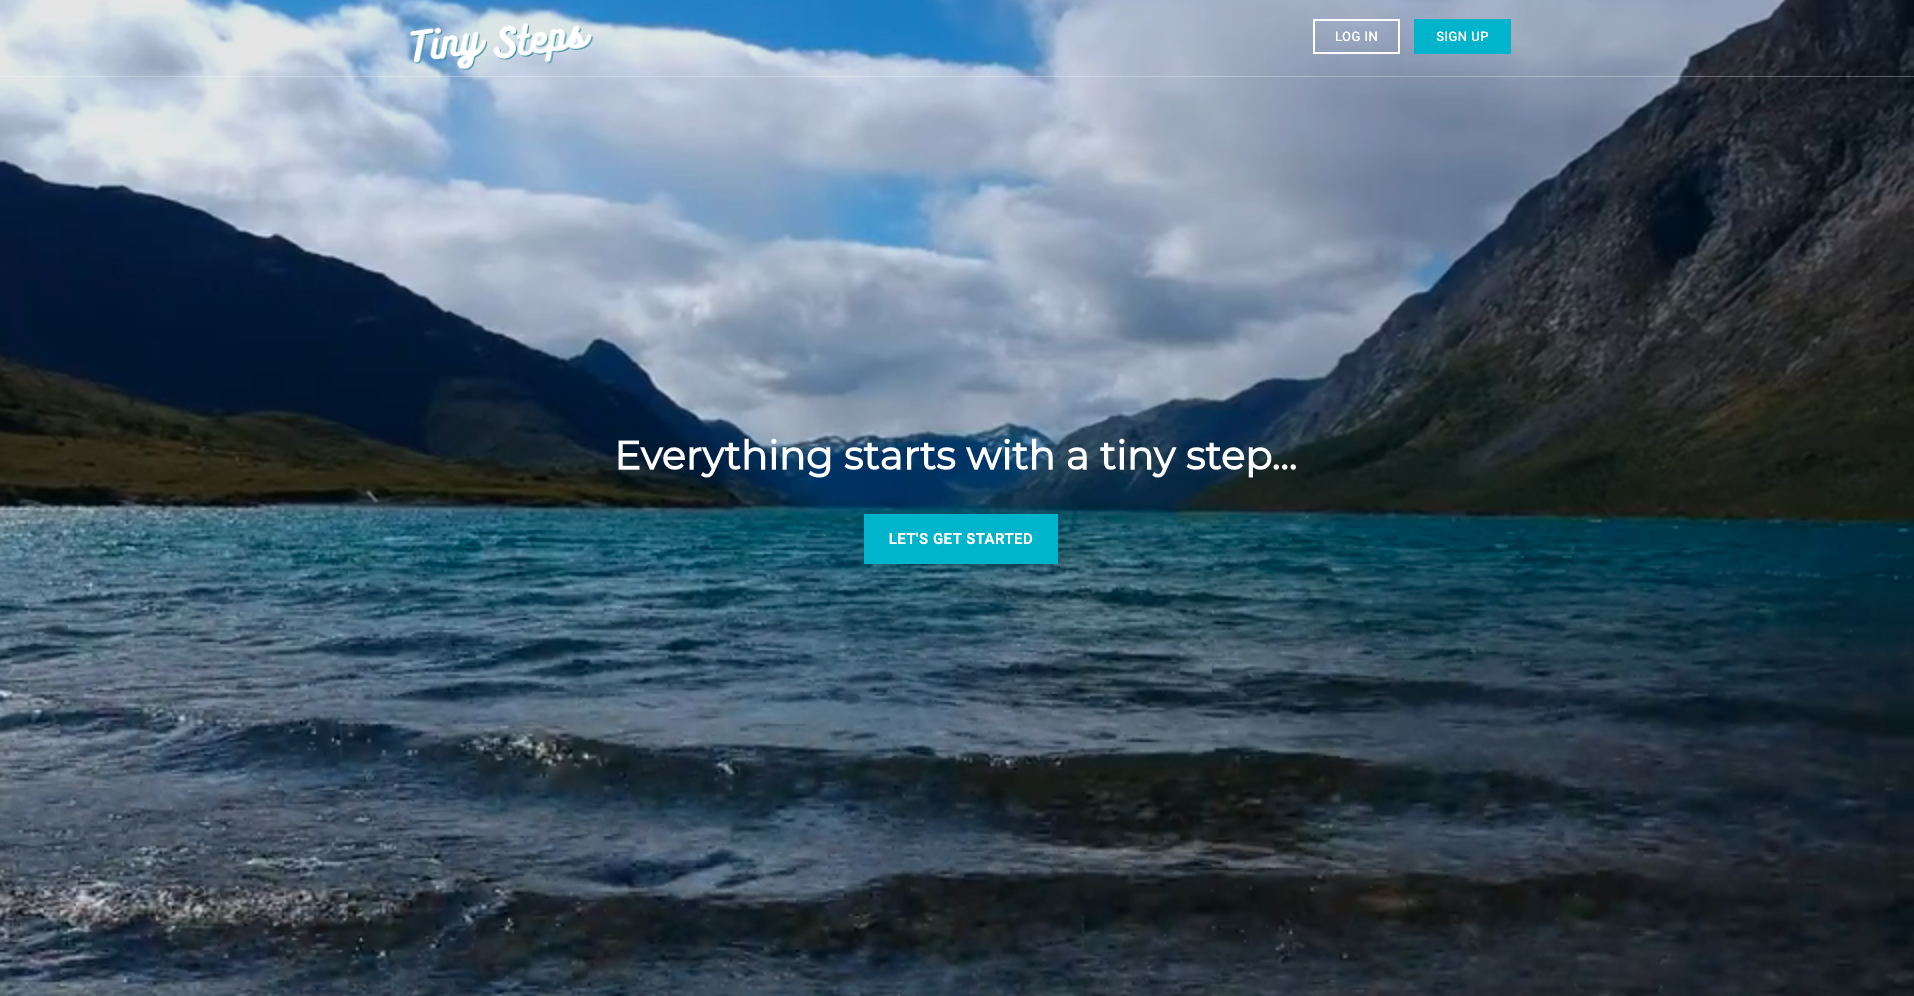 Tiny Steps
LOG IN
SIGN UP
Everything starts with a tiny step...
LET'S GET STARTED